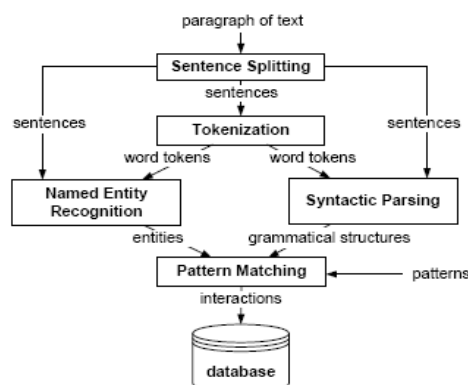 paragraph of text
Sentence Splitting
sentences
sentences
sentences
Tokenization
word tokens
word tokens
Named Entity
Recognition
Syntactic Parsing
entities
grammatical structures
Pattern Matching
patterns
interactions
database